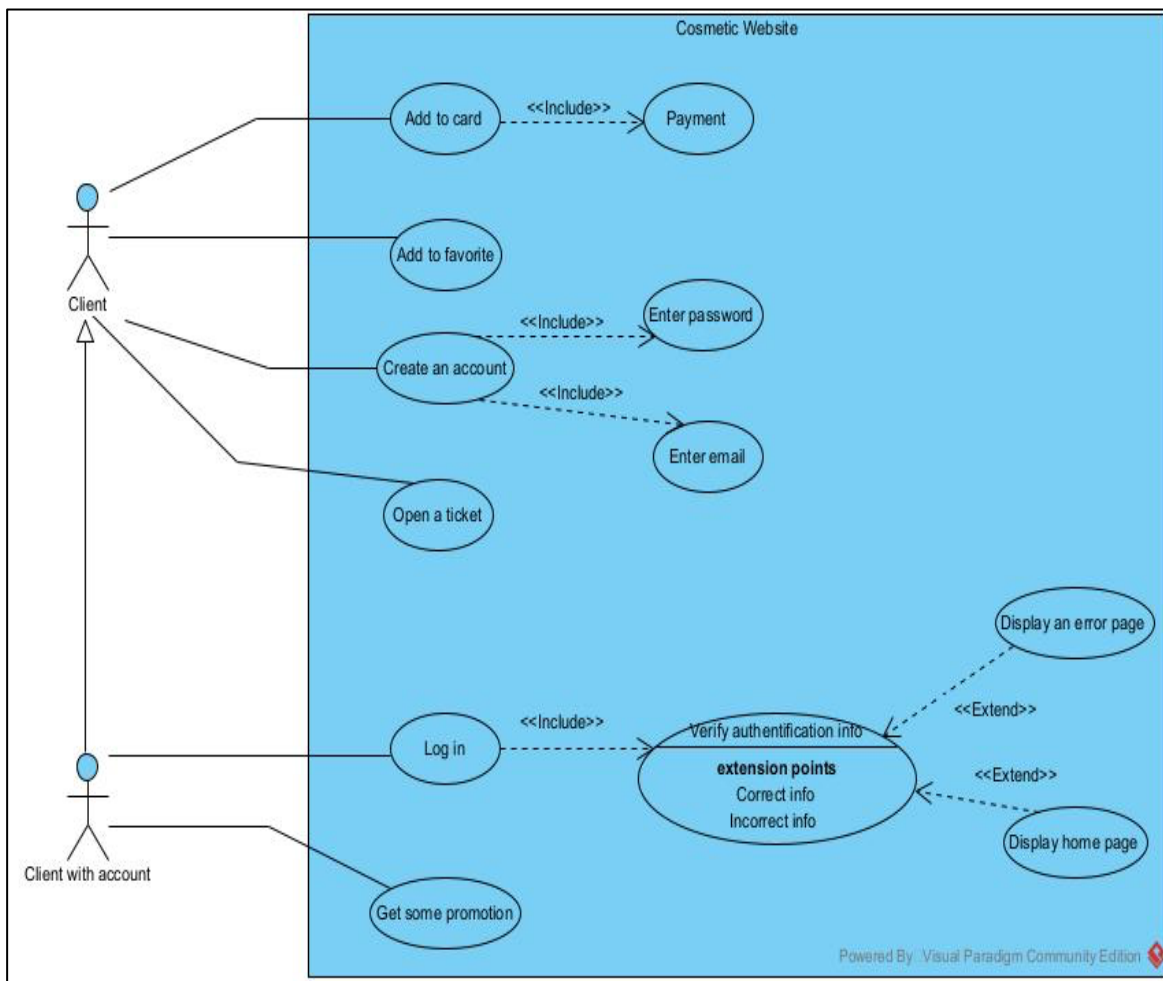 Cosmetic Website
Add to card
<<Include>>
Payment
Add to favorite
Client
Create an account
<<Include>>
Enter password
<<Include>>
Enter email
Open a ticket
Display an error page
<<Extend>>
Log in
<<Include>>
Verify authentification info
extension points
Correct info
Incorrect info
<<Extend>>
Display home page
Client with account
Get some promotion
Powered By Visual Paradigm Community Edition